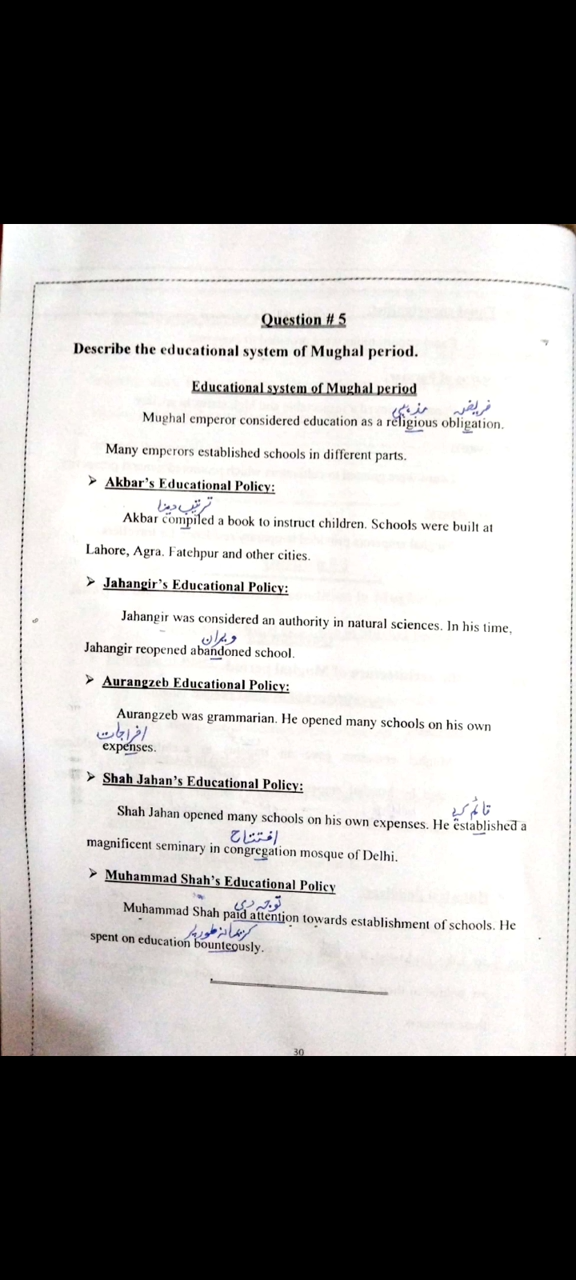 Question # 5
Describe the educational system of Mughal period.
Educational system of Mughal period
مذہبی فریضہ
Mughal emperor considered education as a religious obligation.
Many emperors established schools in different parts.
➤ Akbar's Educational Policy:
ترتیب دینا
Akbar compiled a book to instruct children. Schools were built at
Lahore, Agra. Fatehpur and other cities.
➤ Jahangir's Educational Policy:
Jahangir was considered an authority in natural sciences. In his time,
ویران
Jahangir reopened abandoned school.
➤ Aurangzeb Educational Policy:
Aurangzeb was grammarian. He opened many schools on his own
اخراجات
expenses.
➤ Shah Jahan's Educational Policy:
قائم کی
Shah Jahan opened many schools on his own expenses. He established a
افتتاح
magnificent seminary in congregation mosque of Delhi.
➤ Muhammad Shah's Educational Policy
توجہ دی
Muhammad Shah paid attention towards establishment of schools. He
طور پر
spent on education bounteously.
30